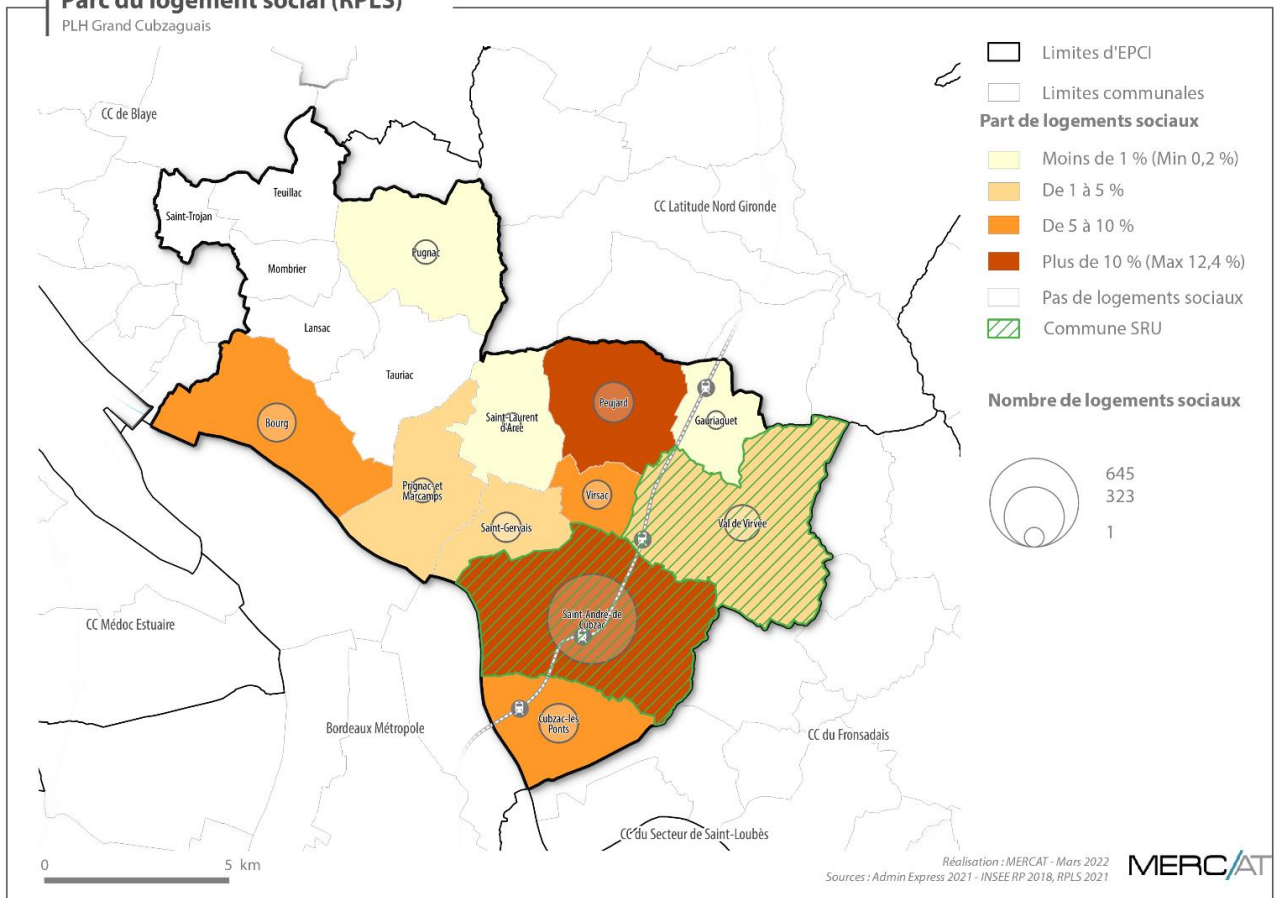 Parc du logement social (RPLS)
PLH Grand Cubzaguais
CC de Blaye
Teuillac
Saint-Trojan
Mombrier
Lansac
Tauriac
Pugnac
CC Latitude Nord Gironde
Bourg
Saint-Laurent
d'Arce
Peujard
Gauriaguet
Prignac-et
Marcamps
Virsac
Saint-Gervais
Val de Virvée
Saint-André-de
Cubzac
Cubzac-les
Ponts
CC Médoc Estuaire
Bordeaux Métropole
CC du Fronsadais
CC du Secteur de Saint-Loubès
Limites d'EPCI
Limites communales
Part de logements sociaux
Moins de 1 % (Min 0,2 %)
De 1 à 5 %
De 5 à 10 %
Plus de 10 % (Max 12,4 %)
Pas de logements sociaux
Commune SRU
Nombre de logements sociaux
645
323
1
0 5 km
Réalisation : MERCAT - Mars 2022
Sources : Admin Express 2021 - INSEE RP 2018, RPLS 2021
MERC/AT